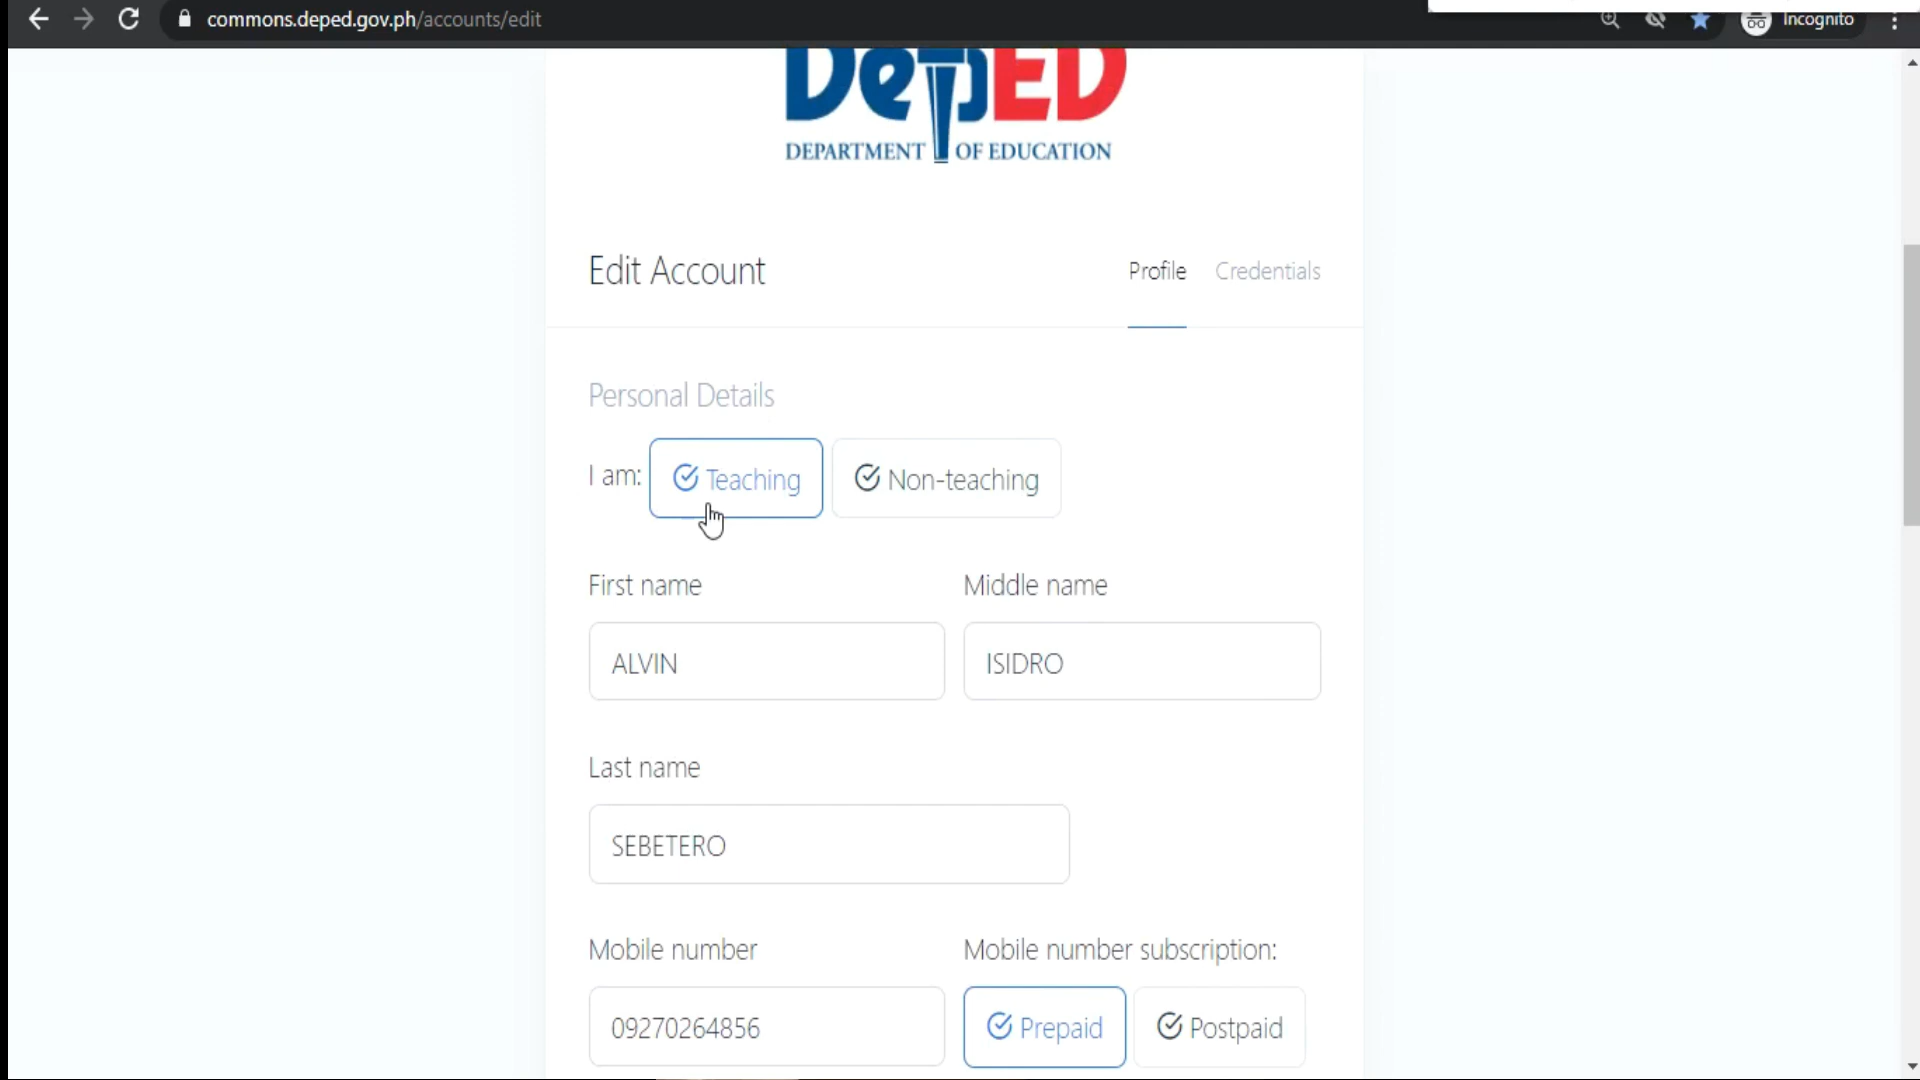 commons.deped.gov.ph/accounts/edit
Incognito
DepED
DEPARTMENT OF EDUCATION
Edit Account
Profile
Credentials
Personal Details
I am:
Teaching
Non-teaching
First name
Middle name
ALVIN
ISIDRO
Last name
SEBETERO
Mobile number
Mobile number subscription:
09270264856
Prepaid
Postpaid